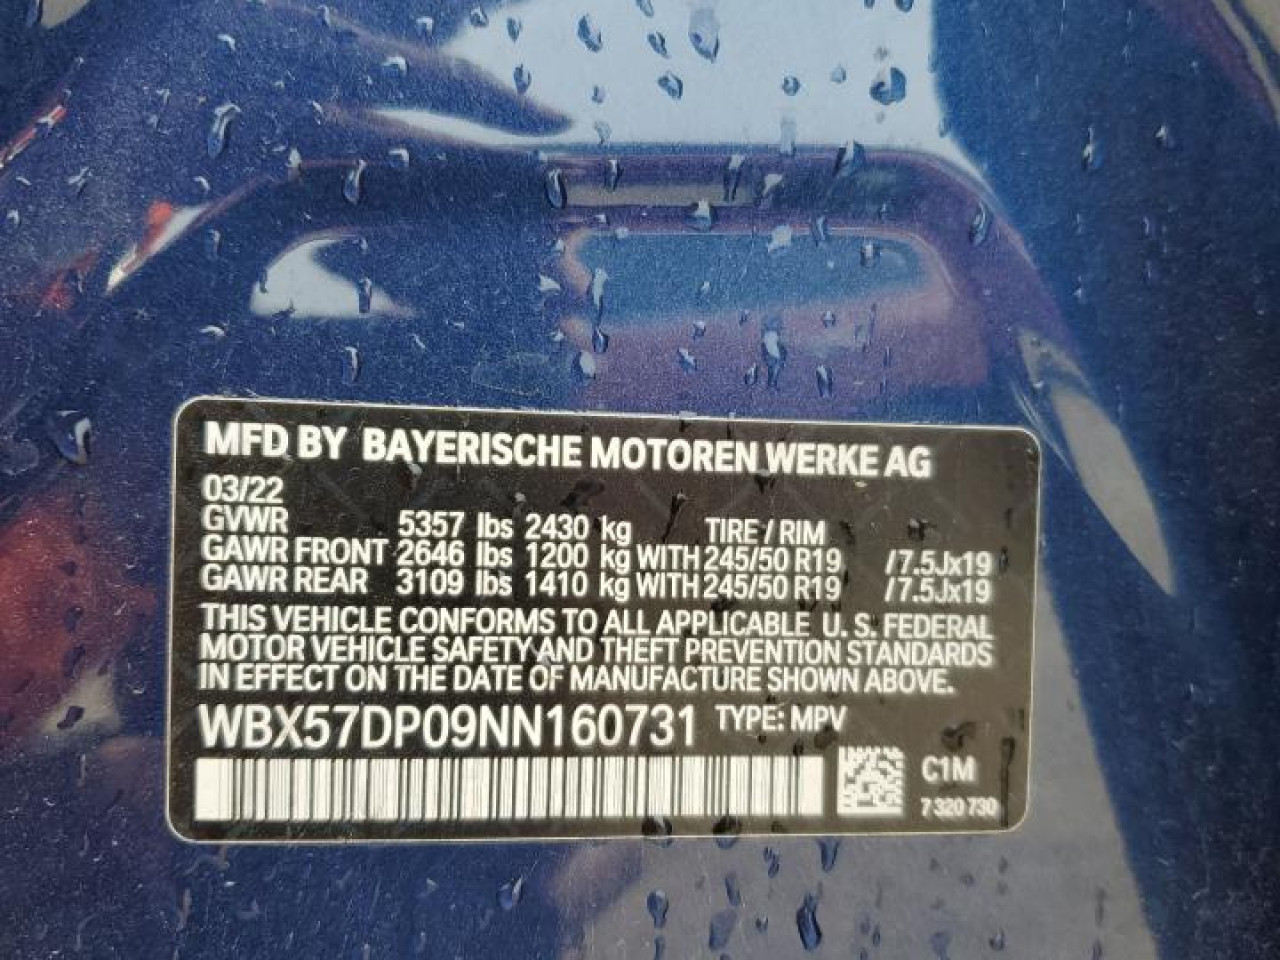 MFD BY BAYERISCHE MOTOREN WERKE AG
03/22
GVWR 5357 lbs 2430 kg TIRE / RIM
GAWR FRONT 2646 lbs 1200 kg WITH 245/50 R19 /7.5Jx19
GAWR REAR 3109 lbs 1410 kg WITH 245/50 R19 /7.5Jx19
THIS VEHICLE CONFORMS TO ALL APPLICABLE U. S. FEDERAL
MOTOR VEHICLE SAFETY AND THEFT PREVENTION STANDARDS
IN EFFECT ON THE DATE OF MANUFACTURE SHOWN ABOVE.
WBX57DP09NN160731 TYPE: MPV
C1M
7 320 730